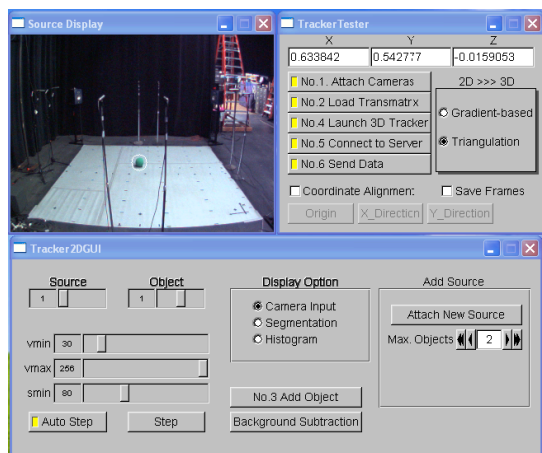 Source Display
TrackerTester
X Y Z
0.633842 0.542777 -0.0159053
No.1. Attach Cameras
2D >>> 3D
No.2 Load Transmatrx
Gradient-based
No.4 Launch 3D Tracker
No.5 Connect to Server
Triangulation
No.6 Send Data
Coordinate Alignment
Save Frames
Origin X_Direction Y_Direction
Tracker2DGUI
Source Object Display Option Add Source
1 1
Camera Input
Attach New Source
Segmentation
vmin 30
Histogram
Max. Objects 2
vmax 256
smin 80
No.3 Add Object
Auto Step Step Background Subtraction